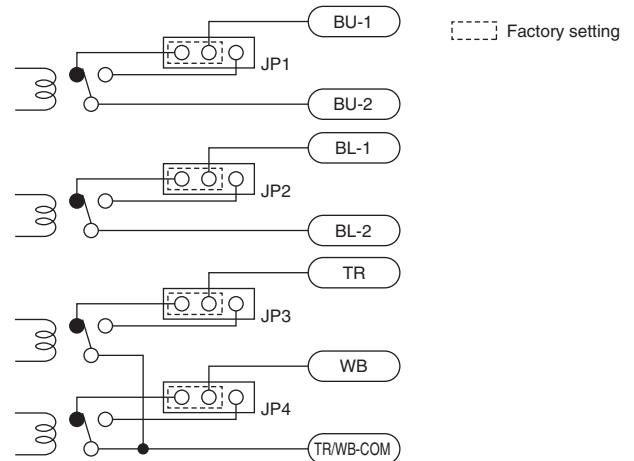 BU-1
Factory setting
JP1
BU-2
BL-1
JP2
BL-2
TR
JP3
WB
JP4
TR/WB-COM